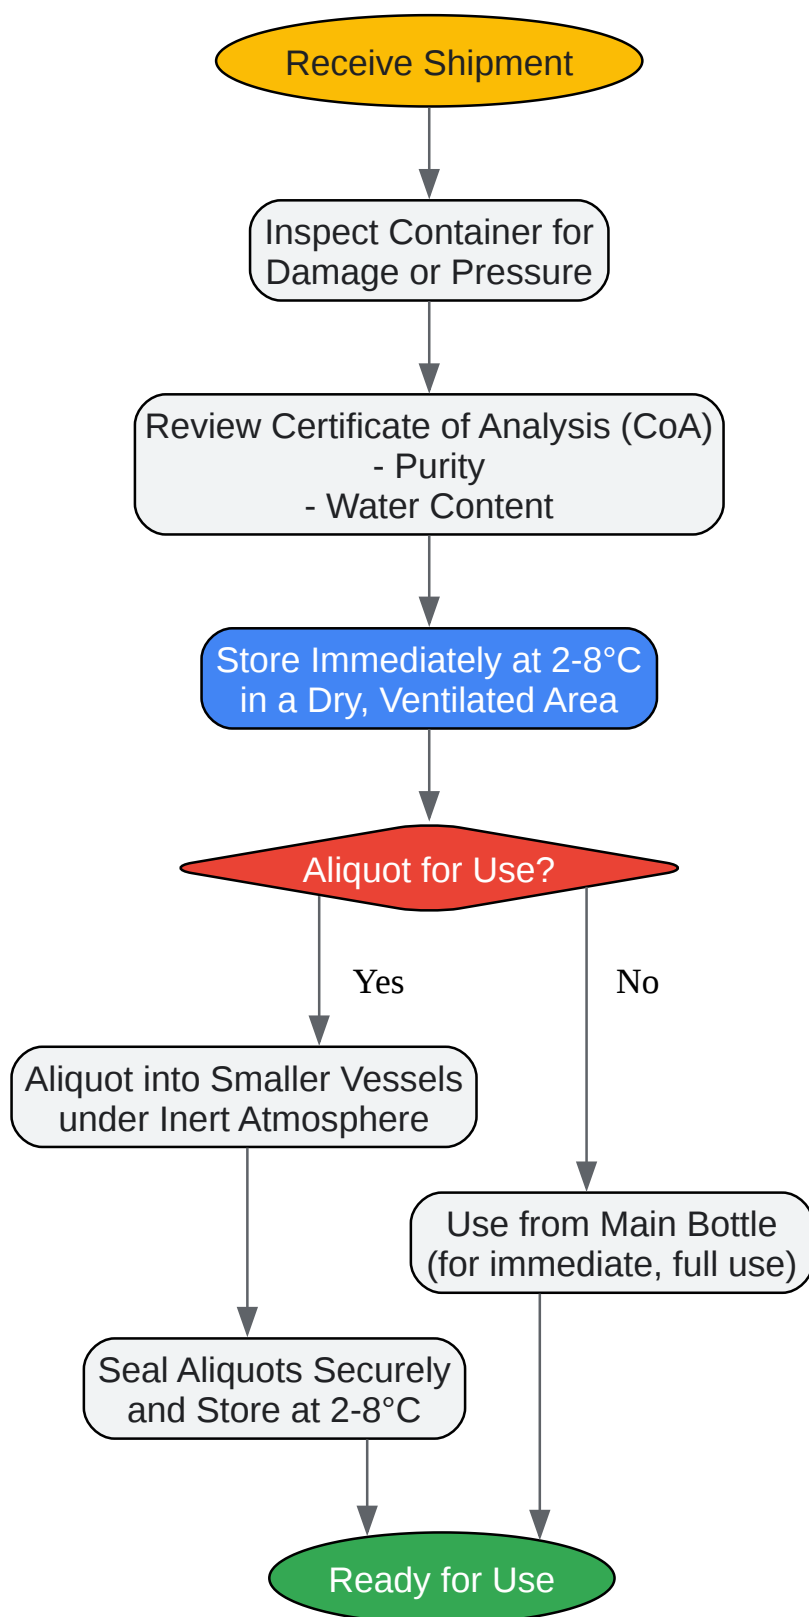 Receive Shipment
Inspect Container for
Damage or Pressure
Review Certificate of Analysis (CoA)
- Purity
- Water Content
Store Immediately at 2-8°C
in a Dry, Ventilated Area
Aliquot for Use?
Yes
No
Aliquot into Smaller Vessels
under Inert Atmosphere
Use from Main Bottle
(for immediate, full use)
Seal Aliquots Securely
and Store at 2-8°C
Ready for Use